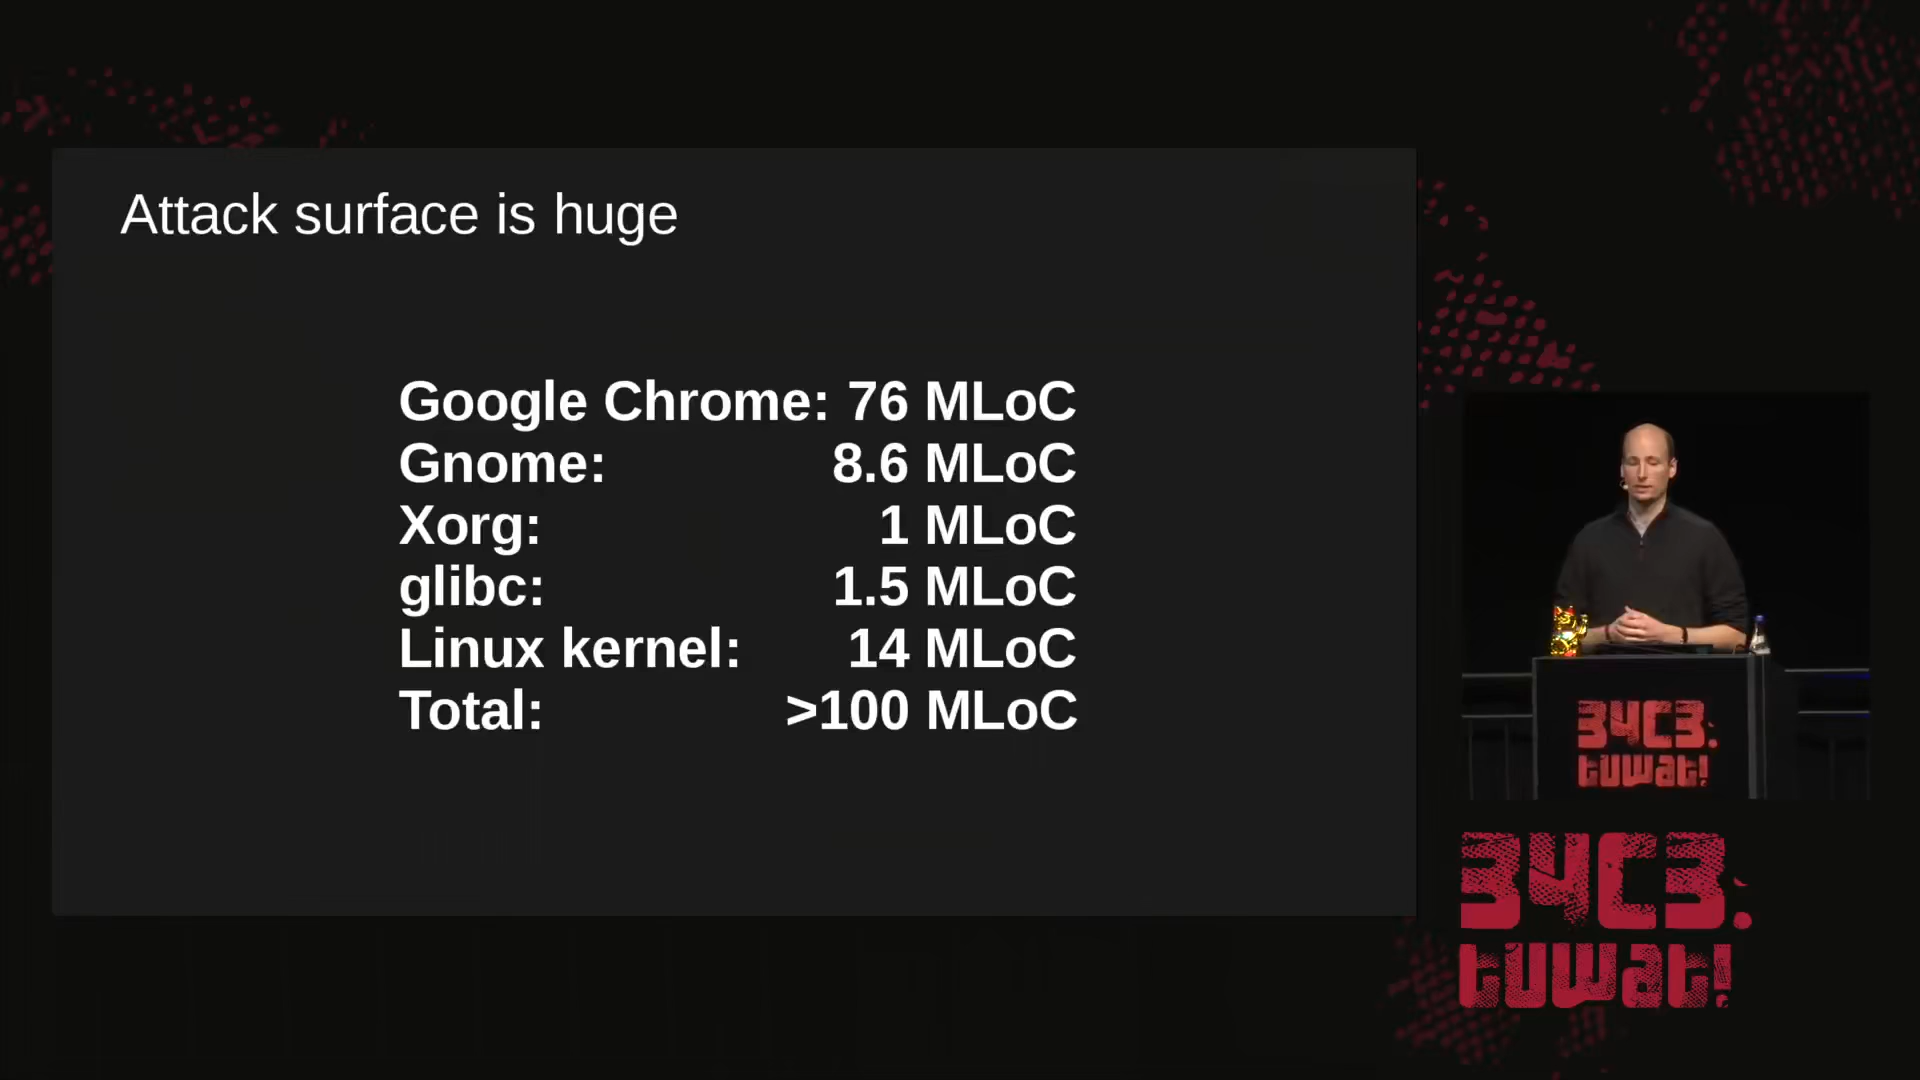 Attack surface is huge
Google Chrome: 76 MLoC
Gnome: 8.6 MLoC
Xorg: 1 MLoC
glibc: 1.5 MLoC
Linux kernel: 14 MLoC
Total: >100 MLoC
34C3.
tuwat!
34C3.
tuwat!